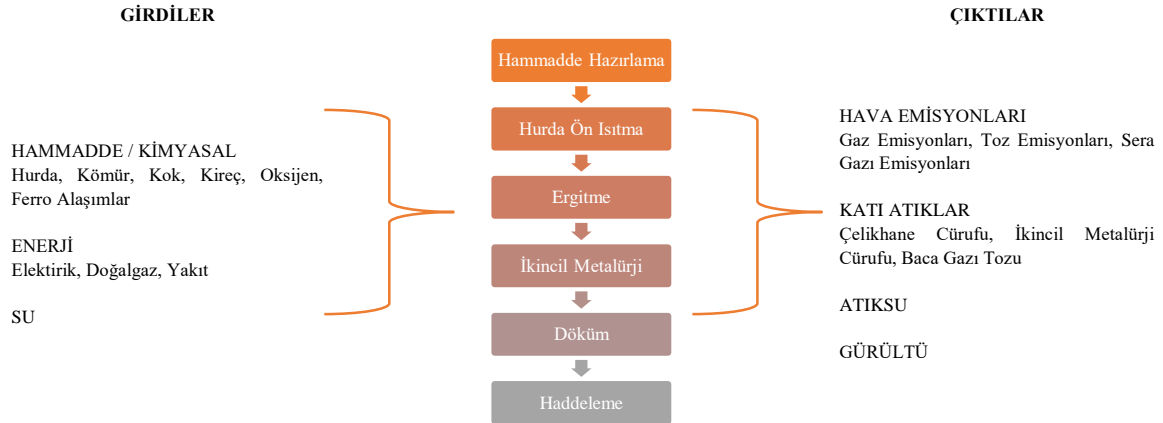 GİRDİLER
HAMMADDE / KİMYASAL
Hurda, Kömür, Kok, Kireç, Oksijen,
Ferro Alaşımlar
ENERJİ
Elektirik, Doğalgaz, Yakıt
SU
Hammadde Hazırlama
Hurda Ön Isıtma
Ergitme
İkincil Metalürji
Döküm
Haddeleme
ÇIKTILAR
HAVA EMİSYONLARI
Gaz Emisyonları, Toz Emisyonları, Sera
Gazı Emisyonları
KATI ATIKLAR
Çelikhane Cürufu, İkincil Metalürji
Cürufu, Baca Gazı Tozu
ATIKSU
GÜRÜLTÜ